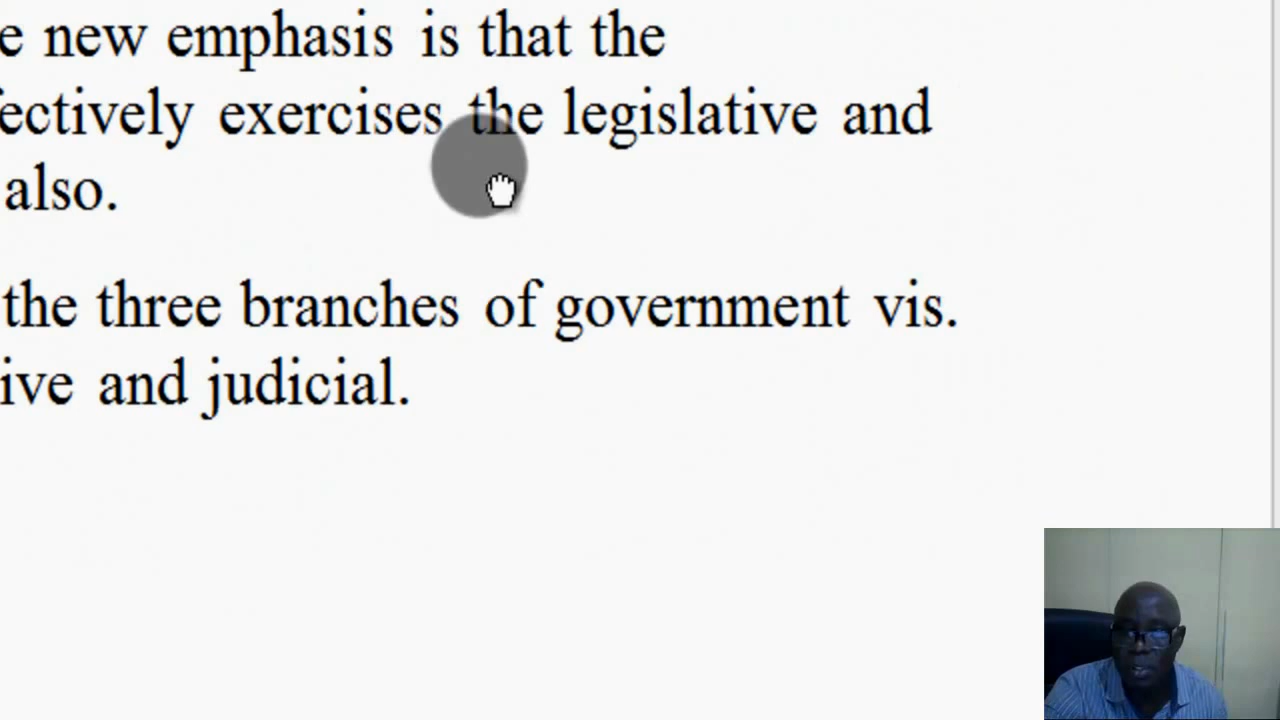 e new emphasis is that the
fectively exercises the legislative and
also.
the three branches of government vis.
ive and judicial.